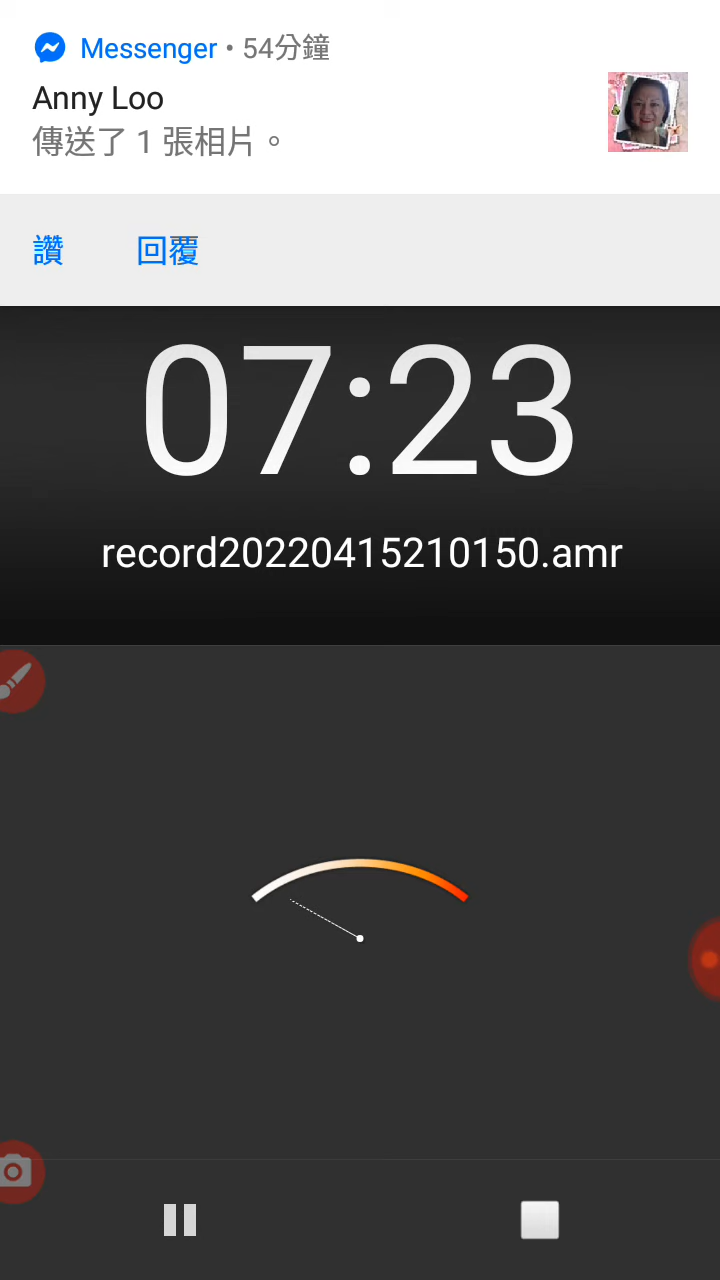 Messenger • 54分鐘
Anny Loo
傳送了 1 張相片。
讚 回覆
07:23
record20220415210150.amr